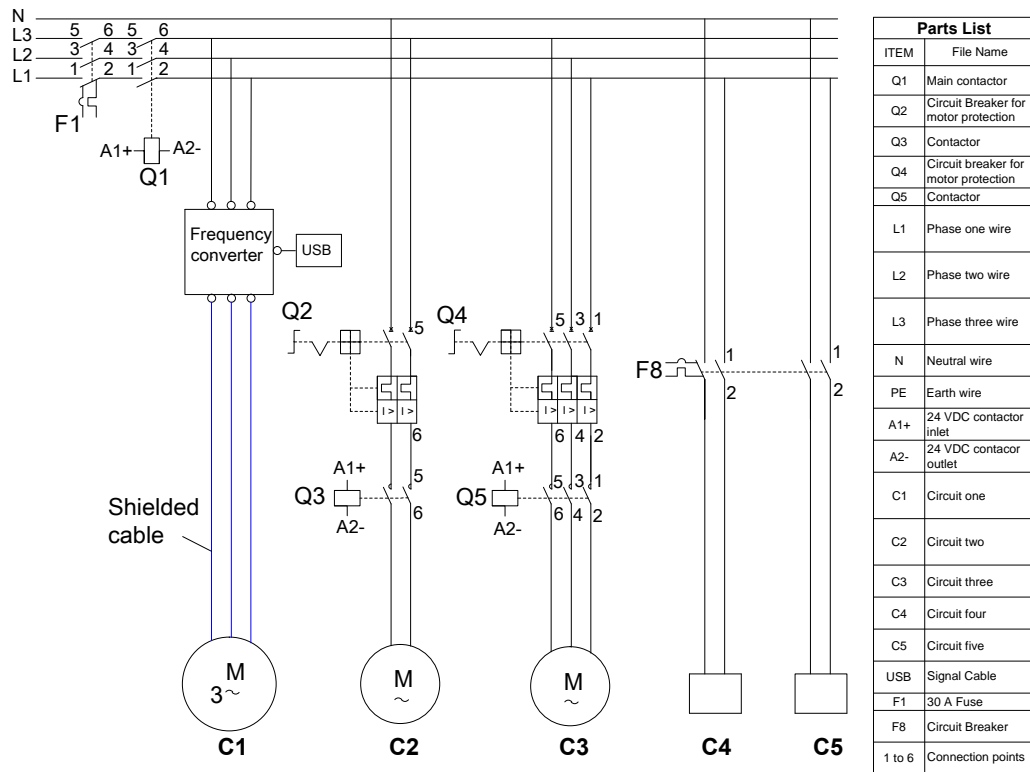 N
L3 5 6 5 6
L2 3 4 3 4
L1 1 2 1 2
F1
A1+ A2-
Q1
Frequency
converter
USB
Q2
5
I > I >
6
Q4
5 3 1
I > I > I >
6 4 2
F8
1
2
1
2
A1+
Q3
A2-
5
6
A1+
Q5
A2-
5 3 1
6 4 2
Shielded
cable
M
3~
M
~
M
~
C1 C2 C3 C4 C5
Parts List
ITEM File Name
Q1 Main contactor
Q2 Circuit Breaker for
motor protection
Q3 Contactor
Q4 Circuit breaker for
motor protection
Q5 Contactor
L1 Phase one wire
L2 Phase two wire
L3 Phase three wire
N Neutral wire
PE Earth wire
A1+ 24 VDC contactor
inlet
A2- 24 VDC contacor
outlet
C1 Circuit one
C2 Circuit two
C3 Circuit three
C4 Circuit four
C5 Circuit five
USB Signal Cable
F1 30 A Fuse
F8 Circuit Breaker
1 to 6 Connection points